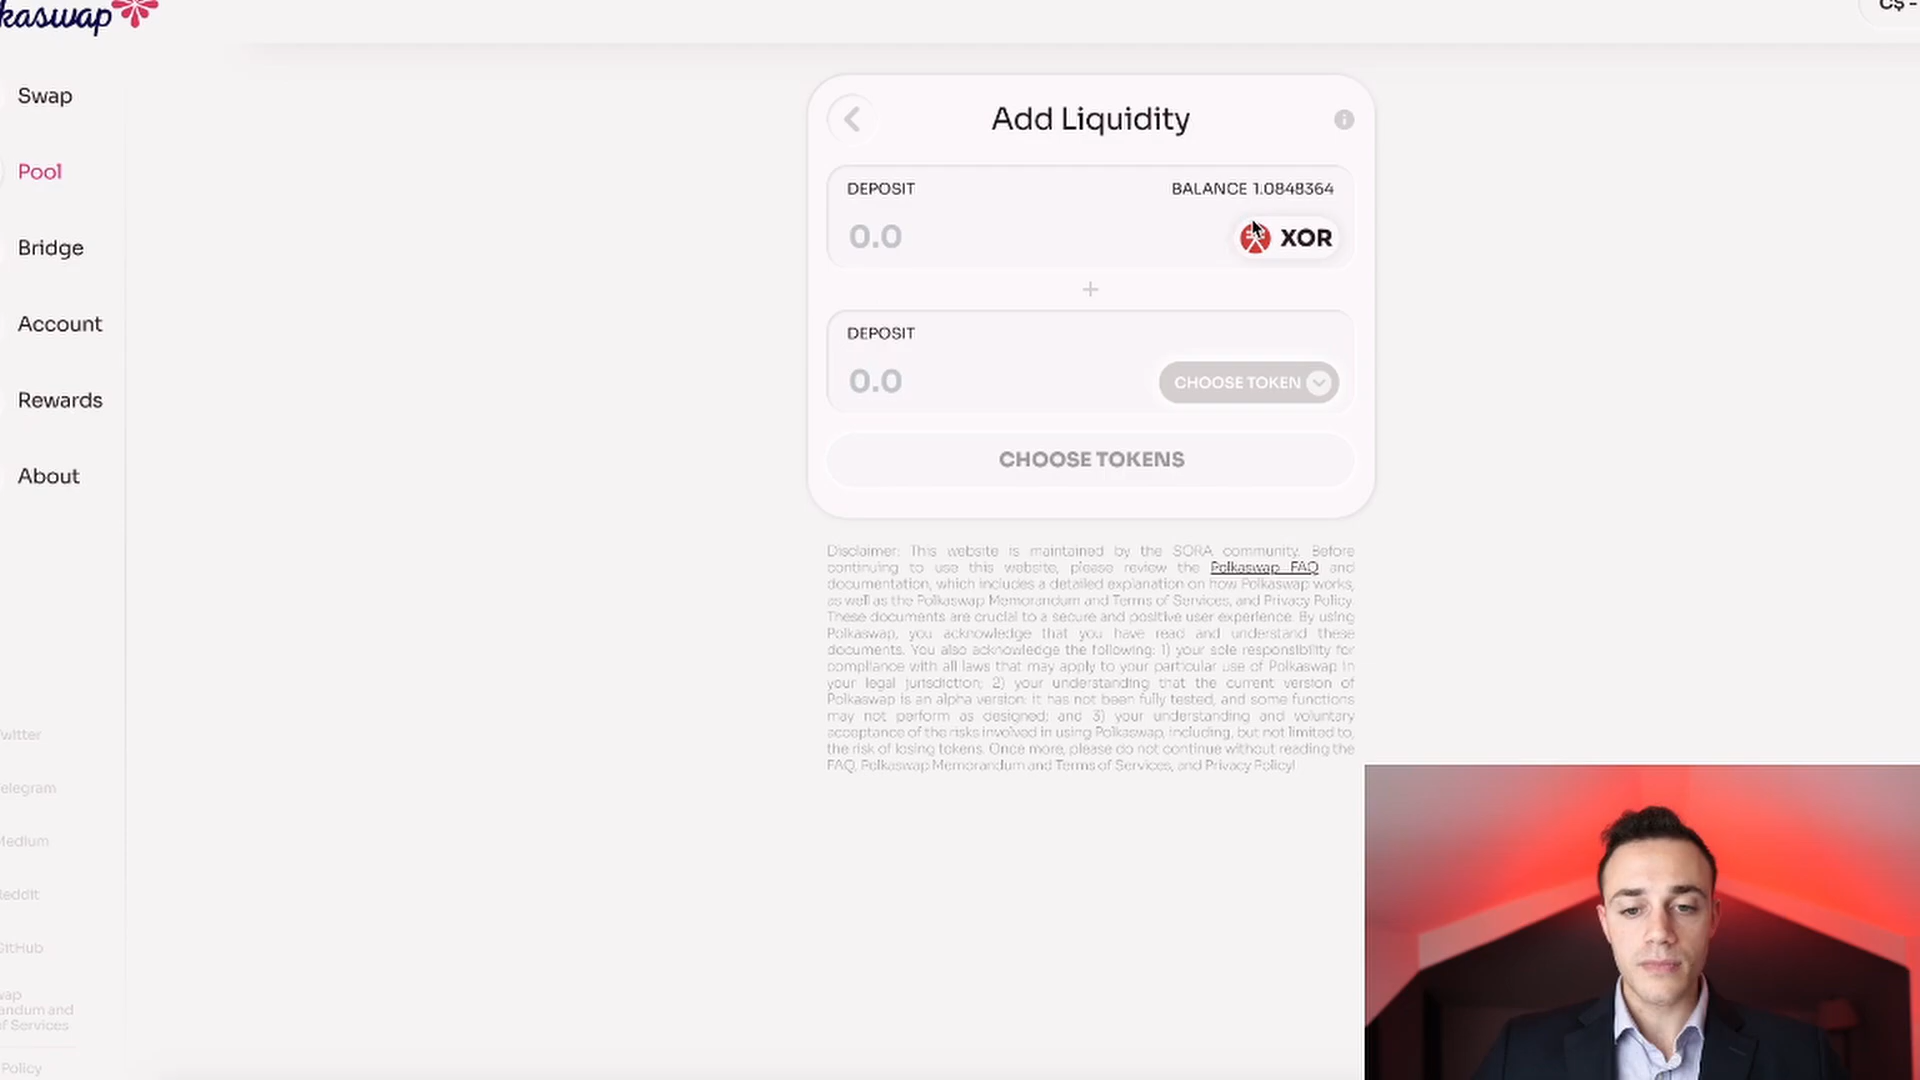 kaswap
C$ -
Swap
Pool
Bridge
Account
Rewards
About
Twitter
Telegram
Medium
Reddit
GitHub
wap
andum and
of Services
Policy
Add Liquidity
DEPOSIT
BALANCE 1.0848364
0.0
XOR
+
DEPOSIT
0.0
CHOOSE TOKEN
CHOOSE TOKENS
Disclaimer: This website is maintained by the SORA community. Before
continuing to use this website, please review the Polkaswap FAQ and
documentation, which includes a detailed explanation on how Polkaswap works,
as well as the Polkaswap Memorandum and Terms of Services, and Privacy Policy.
These documents are crucial to a secure and positive user experience. By using
Polkaswap, you acknowledge that you have read and understand these
documents. You also acknowledge the following: 1) your sole responsibility for
compliance with all laws that may apply to your particular use of Polkaswap in
your legal jurisdiction; 2) your understanding that the current version of
Polkaswap is an alpha version: it has not been fully tested, and some functions
may not perform as designed; and 3) your understanding and voluntary
acceptance of the risks involved in using Polkaswap, including, but not limited to,
the risk of losing tokens. Once more, please do not continue without reading the
FAQ, Polkaswap Memorandum and Terms of Services, and Privacy Policy!